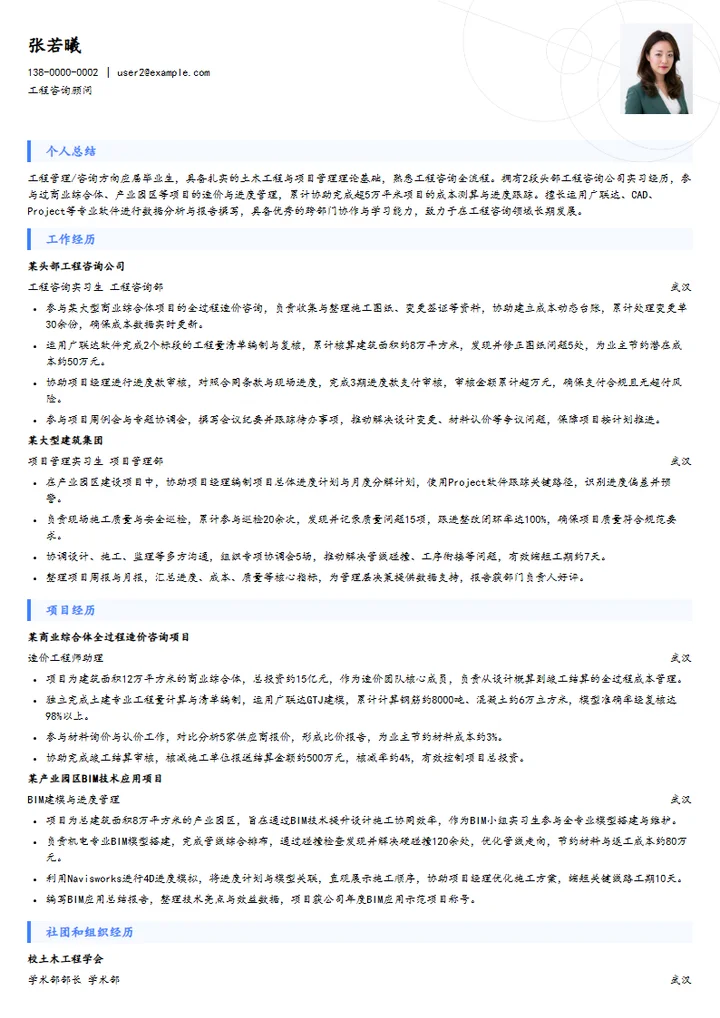 张若曦
138-0000-0002 | user2@example.com
工程咨询顾问
个人总结
工程管理/咨询方向应届毕业生，具备扎实的土木工程与项目管理理论基础，熟悉工程咨询全流程。拥有2段头部工程咨询公司实习经历，参
与过商业综合体、产业园区等项目的造价与进度管理，累计协助完成超5万平米项目的成本测算与进度跟踪。擅长运用广联达、CAD、
Project等专业软件进行数据分析与报告撰写，具备优秀的跨部门协作与学习能力，致力于在工程咨询领域长期发展。
工作经历
某头部工程咨询公司
工程咨询实习生 工程咨询部 武汉
• 参与某大型商业综合体项目的全过程造价咨询，负责收集与整理施工图纸、变更签证等资料，协助建立成本动态台账，累计处理变更单
30余份，确保成本数据实时更新。
• 运用广联达软件完成2个标段的工程量清单编制与复核，累计核算建筑面积约8万平方米，发现并修正图纸问题5处，为业主节约潜在成
本约50万元。
• 协助项目经理进行进度款审核，对照合同条款与现场进度，完成3期进度款支付审核，审核金额累计超万元，确保支付合规且无超付风
险。
• 参与项目周例会与专题协调会，撰写会议纪要并跟踪待办事项，推动解决设计变更、材料认价等争议问题，保障项目按计划推进。
某大型建筑集团
项目管理实习生 项目管理部 武汉
• 在产业园区建设项目中，协助项目经理编制项目总体进度计划与月度分解计划，使用Project软件跟踪关键路径，识别进度偏差并预
警。
• 负责现场施工质量与安全巡检，累计参与巡检20余次，发现并记录质量问题15项，跟进整改闭环率达100%，确保项目质量符合规范要
求。
• 协调设计、施工、监理等多方沟通，组织专项协调会5场，推动解决管线碰撞、工序衔接等问题，有效缩短工期约7天。
• 整理项目周报与月报，汇总进度、成本、质量等核心指标，为管理层决策提供数据支持，报告获部门负责人好评。
项目经历
某商业综合体全过程造价咨询项目
造价工程师助理 武汉
• 项目为建筑面积12万平方米的商业综合体，总投资约15亿元，作为造价团队核心成员，负责从设计概算到竣工结算的全过程成本管理。
• 独立完成土建专业工程量计算与清单编制，运用广联达GTJ建模，累计计算钢筋约8000吨、混凝土约6万立方米，模型准确率经复核达
98%以上。
• 参与材料询价与认价工作，对比分析5家供应商报价，形成比价报告，为业主节约材料成本约3%。
• 协助完成竣工结算审核，核减施工单位报送结算金额约500万元，核减率约4%，有效控制项目总投资。
某产业园区BIM技术应用项目
BIM建模与进度管理 武汉
• 项目为总建筑面积8万平方米的产业园区，旨在通过BIM技术提升设计施工协同效率，作为BIM小组实习生参与全专业模型搭建与维护。
• 负责机电专业BIM模型搭建，完成管线综合排布，通过碰撞检查发现并解决硬碰撞120余处，优化管线走向，节约材料与返工成本约80万
元。
• 利用Navisworks进行4D进度模拟，将进度计划与模型关联，直观展示施工顺序，协助项目经理优化施工方案，缩短关键线路工期10天。
• 编写BIM应用总结报告，整理技术亮点与效益数据，项目获公司年度BIM应用示范项目称号。
社团和组织经历
校土木工程学会
学术部部长 学术部 武汉